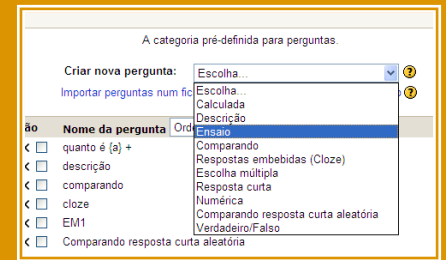 A categoria pré-definida para perguntas.
Criar nova pergunta: Escolha...
Importar perguntas num fic
Escolha...
Calculada
Descrição
Ensaio
Comparando
Respostas embebidas (Cloze)
Escolha múltipla
Resposta curta
Numérica
Comparando resposta curta aleatória
Verdadeiro/Falso
ão Nome da pergunta Orde
quanto é {a} +
descrição
comparando
cloze
EM1
Comparando resposta curta aleatória